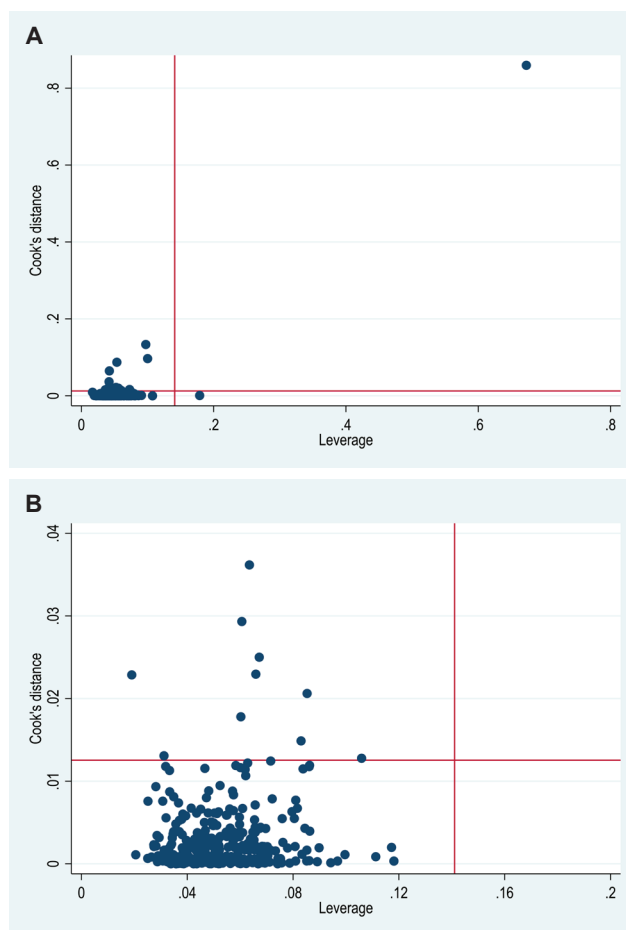 A
Cook's distance
.8
.6
.4
.2
0
0 .2 .4 .6 .8
Leverage
B
Cook's distance
.04
.03
.02
.01
0
0 .04 .08 .12 .16 .2
Leverage